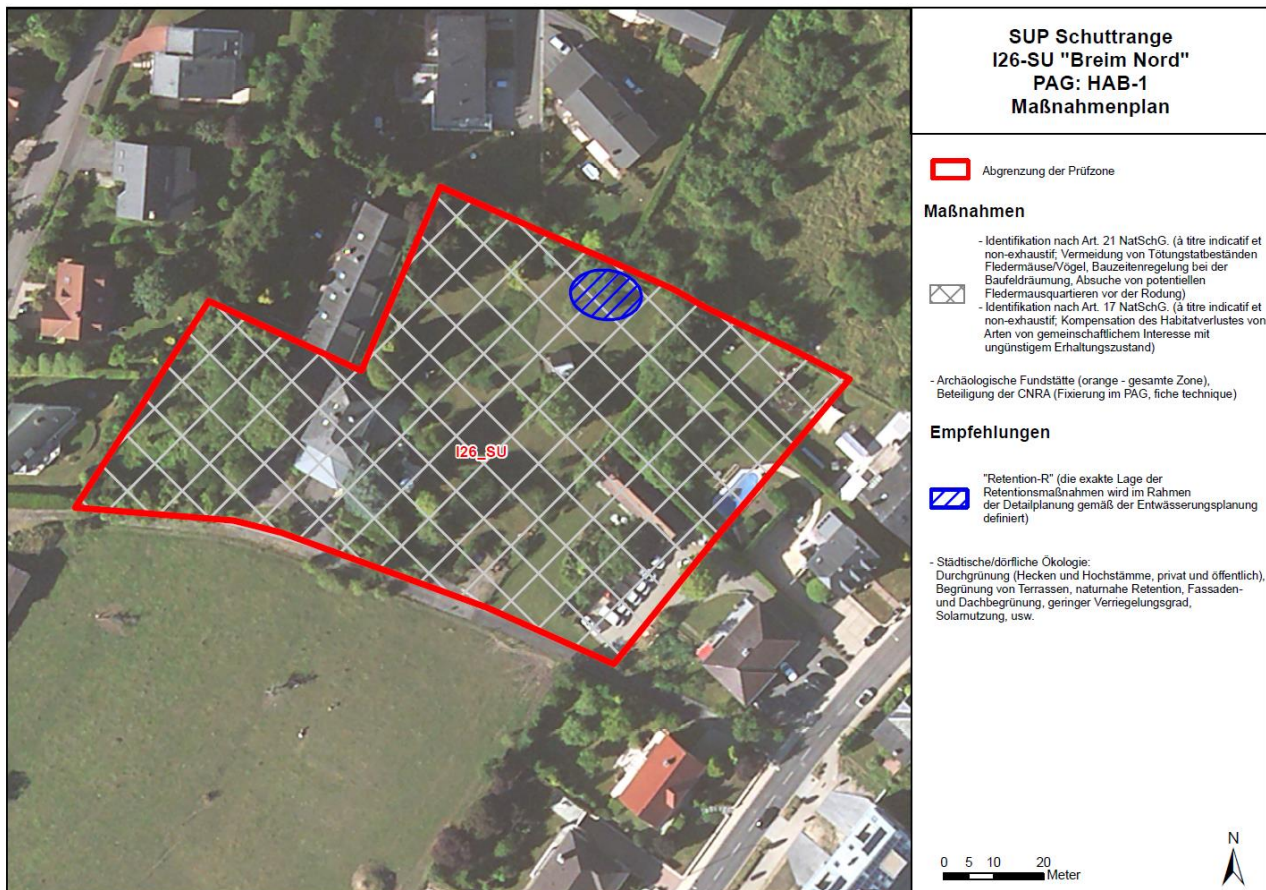 SUP Schuttrange
I26-SU "Breim Nord"
PAG: HAB-1
Maßnahmenplan
Abgrenzung der Prüfzone
Maßnahmen
- Identifikation nach Art. 21 NatSchG. (à titre indicatif et
non-exhaustif; Vermeidung von Tötungstatbeständen
Fledermäuse/Vögel, Bauzeitenregelung bei der
Baufeldräumung, Absuche von potentiellen
Fledermausquartieren vor der Rodung)
- Identifikation nach Art. 17 NatSchG. (à titre indicatif et
non-exhaustif; Kompensation des Habitatverlustes von
Arten von gemeinschaftlichem Interesse mit
ungünstigem Erhaltungszustand)
- Archäologische Fundstätte (orange - gesamte Zone),
Beteiligung der CNRA (Fixierung im PAG, fiche technique)
Empfehlungen
"Retention-R" (die exakte Lage der
Retentionsmaßnahmen wird im Rahmen
der Detailplanung gemäß der Entwässerungsplanung
definiert)
- Städtische/dörfliche Ökologie:
Durchgrünung (Hecken und Hochstämme, privat und öffentlich),
Begrünung von Terrassen, naturnahe Retention, Fassaden-
und Dachbegrünung, geringer Verriegelungsgrad,
Solarnutzung, usw.
I26_SU
0 5 10 20
Meter
N